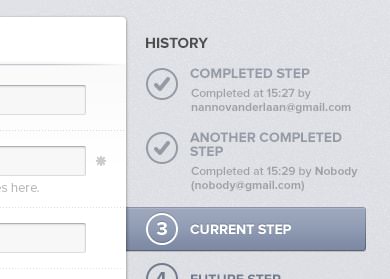 HISTORY
COMPLETED STEP
Completed at 15:27 by
nannovanderlaan@gmail.com
ANOTHER COMPLETED
STEP
Completed at 15:29 by Nobody
(nobody@gmail.com)
es here.
3 CURRENT STEP
4 FUTURE STEP